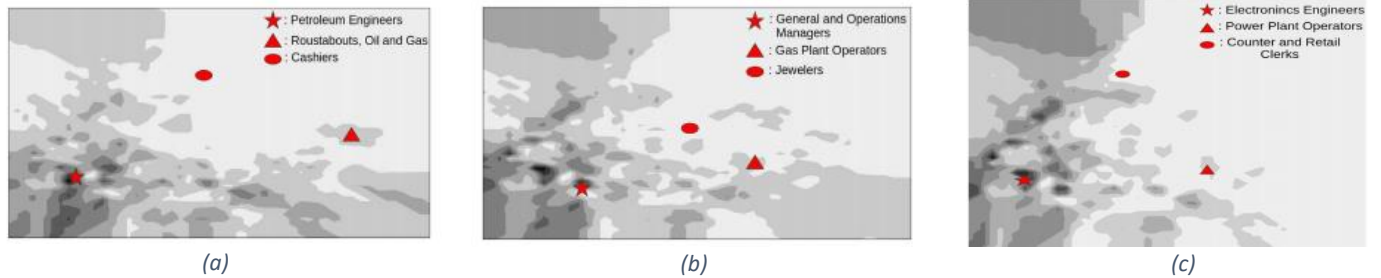 : Petroleum Engineers
: Roustabouts, Oil and Gas
: Cashiers
(a)
: General and Operations
Managers
: Gas Plant Operators
: Jewelers
(b)
: Electronincs Engineers
: Power Plant Operators
: Counter and Retail
Clerks
(c)